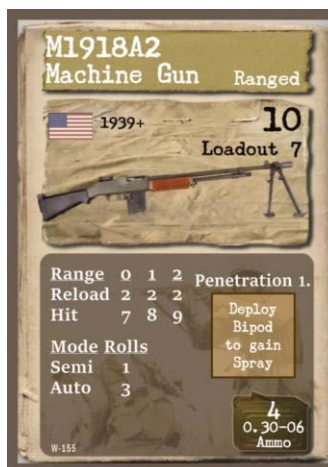 M1918A2
Machine Gun Ranged
1939+ 10
Loadout 7
Range 0 1 2 Penetration 1.
Reload 2 2 2
Hit 7 8 9
Deploy
Bipod
to gain
Spray
Mode Rolls
Semi 1
Auto 3
4
0.30-06
Ammo
W-155